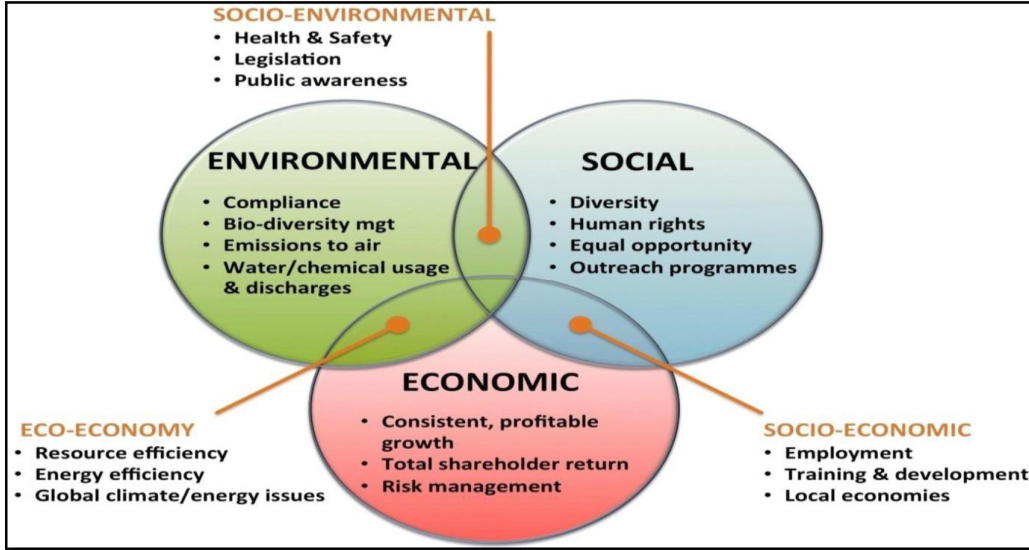 SOCIO-ENVIRONMENTAL
• Health & Safety
• Legislation
• Public awareness
ENVIRONMENTAL
• Compliance
• Bio-diversity mgt
• Emissions to air
• Water/chemical usage
& discharges
SOCIAL
• Diversity
• Human rights
• Equal opportunity
• Outreach programmes
ECONOMIC
• Consistent, profitable
growth
• Total shareholder return
• Risk management
ECO-ECONOMY
• Resource efficiency
• Energy efficiency
• Global climate/energy issues
SOCIO-ECONOMIC
• Employment
• Training & development
• Local economies